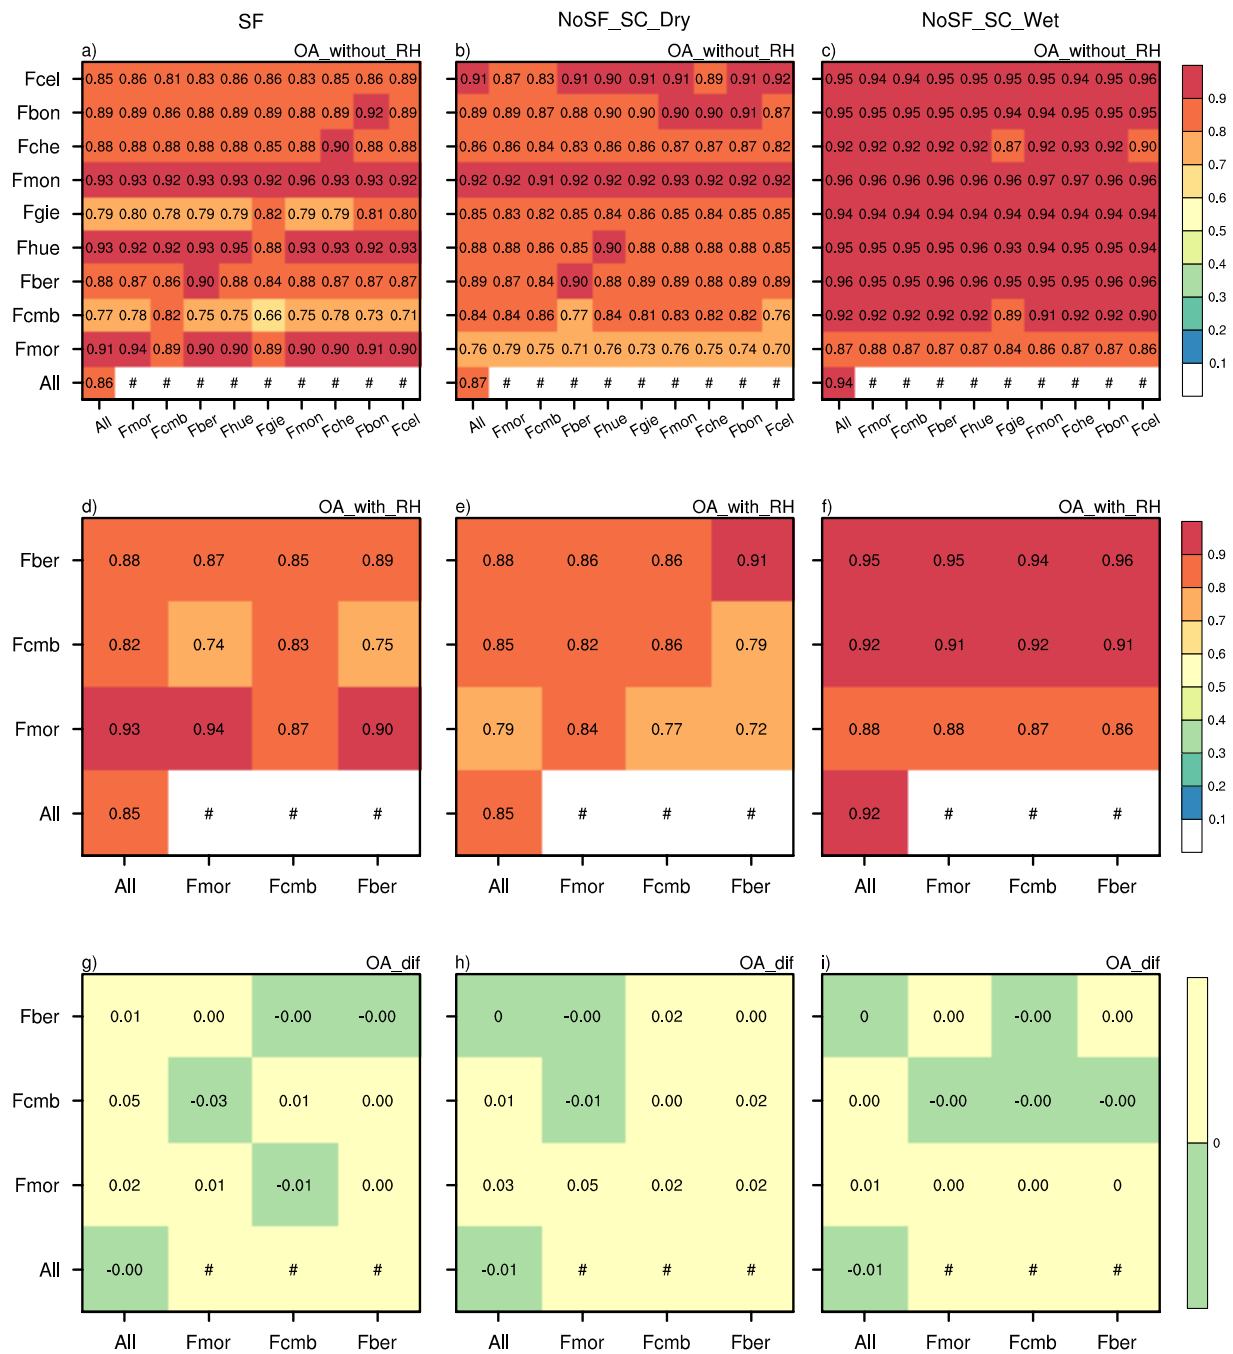 SF NoSF_SC_Dry NoSF_SC_Wet
a) OA_without_RH b) OA_without_RH c) OA_without_RH
Fcel 0.85 0.86 0.81 0.83 0.86 0.86 0.83 0.85 0.86 0.89 0.91 0.87 0.83 0.91 0.90 0.91 0.91 0.89 0.91 0.92 0.95 0.94 0.94 0.95 0.95 0.95 0.95 0.94 0.95 0.96
Fbon 0.89 0.89 0.86 0.88 0.89 0.89 0.88 0.89 0.92 0.89 0.89 0.89 0.87 0.88 0.90 0.90 0.90 0.90 0.91 0.87 0.95 0.95 0.95 0.95 0.95 0.94 0.94 0.95 0.95 0.95
Fche 0.88 0.88 0.88 0.88 0.88 0.85 0.88 0.90 0.88 0.88 0.86 0.86 0.84 0.83 0.86 0.86 0.87 0.87 0.87 0.82 0.92 0.92 0.92 0.92 0.92 0.87 0.92 0.93 0.92 0.90
Fmon 0.93 0.93 0.92 0.93 0.93 0.92 0.96 0.93 0.93 0.92 0.92 0.92 0.91 0.92 0.92 0.92 0.93 0.92 0.92 0.92 0.96 0.96 0.96 0.96 0.96 0.96 0.97 0.97 0.96 0.96
Fgie 0.79 0.80 0.78 0.79 0.79 0.82 0.79 0.79 0.81 0.80 0.85 0.83 0.82 0.85 0.84 0.86 0.85 0.84 0.85 0.85 0.94 0.94 0.94 0.94 0.94 0.94 0.94 0.94 0.94 0.94
Fhue 0.93 0.92 0.92 0.93 0.95 0.88 0.93 0.93 0.92 0.93 0.88 0.88 0.86 0.85 0.90 0.88 0.88 0.88 0.88 0.85 0.95 0.95 0.95 0.95 0.96 0.93 0.94 0.95 0.95 0.94
Fber 0.88 0.87 0.86 0.90 0.88 0.84 0.88 0.87 0.87 0.87 0.89 0.87 0.84 0.90 0.88 0.89 0.89 0.88 0.89 0.89 0.96 0.95 0.95 0.96 0.95 0.95 0.95 0.95 0.96 0.96
Fcmb 0.77 0.78 0.82 0.75 0.75 0.66 0.75 0.78 0.73 0.71 0.84 0.84 0.86 0.77 0.84 0.81 0.83 0.82 0.82 0.76 0.92 0.92 0.92 0.92 0.92 0.89 0.91 0.92 0.92 0.90
Fmor 0.91 0.94 0.89 0.90 0.90 0.89 0.90 0.90 0.91 0.90 0.76 0.79 0.75 0.71 0.76 0.73 0.76 0.75 0.74 0.70 0.87 0.88 0.87 0.87 0.87 0.84 0.86 0.87 0.87 0.86
All 0.86 # # # # # # # # # 0.87 # # # # # # # # # 0.94 # # # # # # # # #
All Fmor Fcmb Fber Fhue Fgie Fmon Fche Fbon Fcel All Fmor Fcmb Fber Fhue Fgie Fmon Fche Fbon Fcel All Fmor Fcmb Fber Fhue Fgie Fmon Fche Fbon Fcel
0.9
0.8
0.7
0.6
0.5
0.4
0.3
0.2
0.1
d) OA_with_RH e) OA_with_RH f) OA_with_RH
Fber 0.88 0.87 0.85 0.89 0.88 0.86 0.86 0.91 0.95 0.95 0.94 0.96
Fcmb 0.82 0.74 0.83 0.75 0.85 0.82 0.86 0.79 0.92 0.91 0.92 0.91
Fmor 0.93 0.94 0.87 0.90 0.79 0.84 0.77 0.72 0.88 0.88 0.87 0.86
All 0.85 # # # 0.85 # # # 0.92 # # #
All Fmor Fcmb Fber All Fmor Fcmb Fber All Fmor Fcmb Fber
0.9
0.8
0.7
0.6
0.5
0.4
0.3
0.2
0.1
g) OA_dif h) OA_dif i) OA_dif
Fber 0.01 0.00 -0.00 -0.00 0 -0.00 0.02 0.00 0 0.00 -0.00 0.00
Fcmb 0.05 -0.03 0.01 0.00 0.01 -0.01 0.00 0.02 0.00 -0.00 -0.00 -0.00
Fmor 0.02 0.01 -0.01 0.00 0.03 0.05 0.02 0.02 0.01 0.00 0.00 0
All -0.00 # # # -0.01 # # # -0.01 # # #
All Fmor Fcmb Fber All Fmor Fcmb Fber All Fmor Fcmb Fber
0